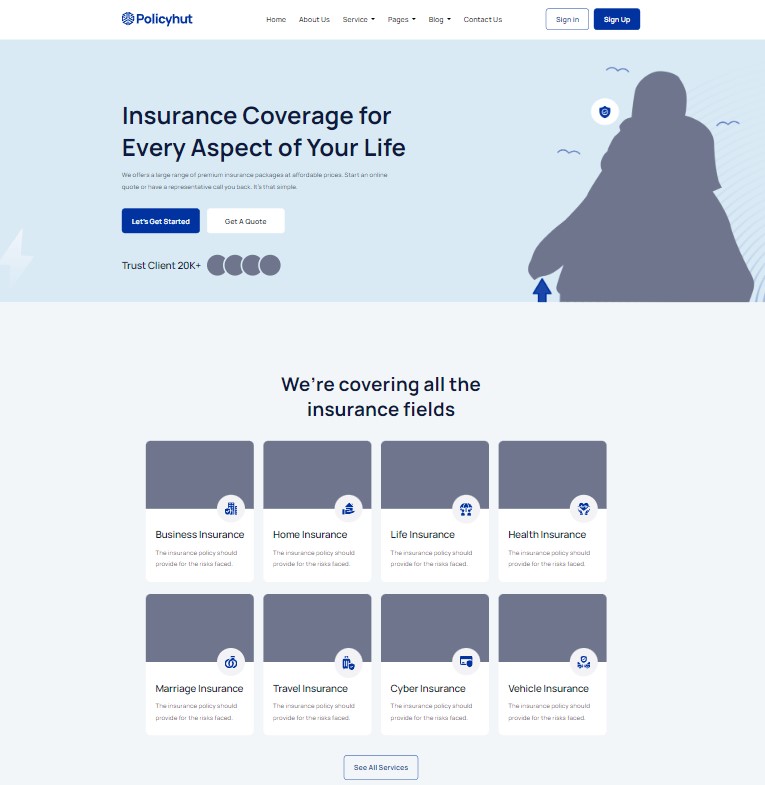 Policyhut
Home About Us Service Pages Blog Contact Us
Sign in Sign Up
Insurance Coverage for
Every Aspect of Your Life
We offers a large range of premium insurance packages at affordable prices. Start an online
quote or have a representative call you back. It's that simple.
Let's Get Started Get A Quote
Trust Client 20K+
We're covering all the
insurance fields
Business Insurance
The insurance policy should
provide for the risks faced.
Home Insurance
The insurance policy should
provide for the risks faced.
Life Insurance
The insurance policy should
provide for the risks faced.
Health Insurance
The insurance policy should
provide for the risks faced.
Marriage Insurance
The insurance policy should
provide for the risks faced.
Travel Insurance
The insurance policy should
provide for the risks faced.
Cyber Insurance
The insurance policy should
provide for the risks faced.
Vehicle Insurance
The insurance policy should
provide for the risks faced.
See All Services